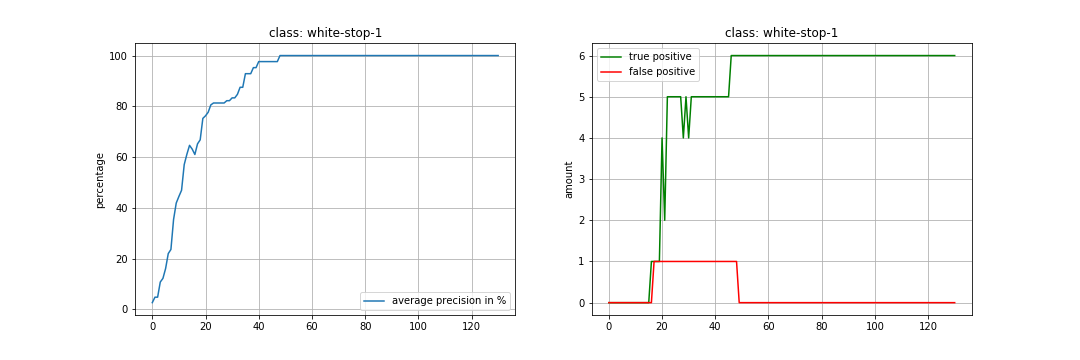 class: white-stop-1
percentage
100
80
60
40
20
0
0 20 40 60 80 100 120
average precision in %
class: white-stop-1
amount
6
5
4
3
2
1
0
0 20 40 60 80 100 120
true positive
false positive